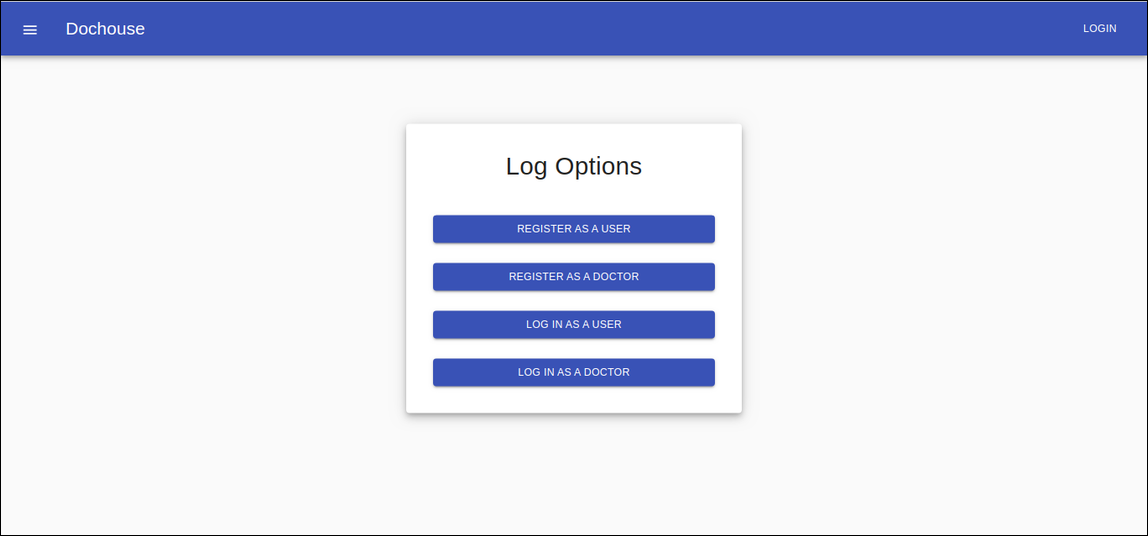 Dochouse
LOGIN
Log Options
REGISTER AS A USER
REGISTER AS A DOCTOR
LOG IN AS A USER
LOG IN AS A DOCTOR